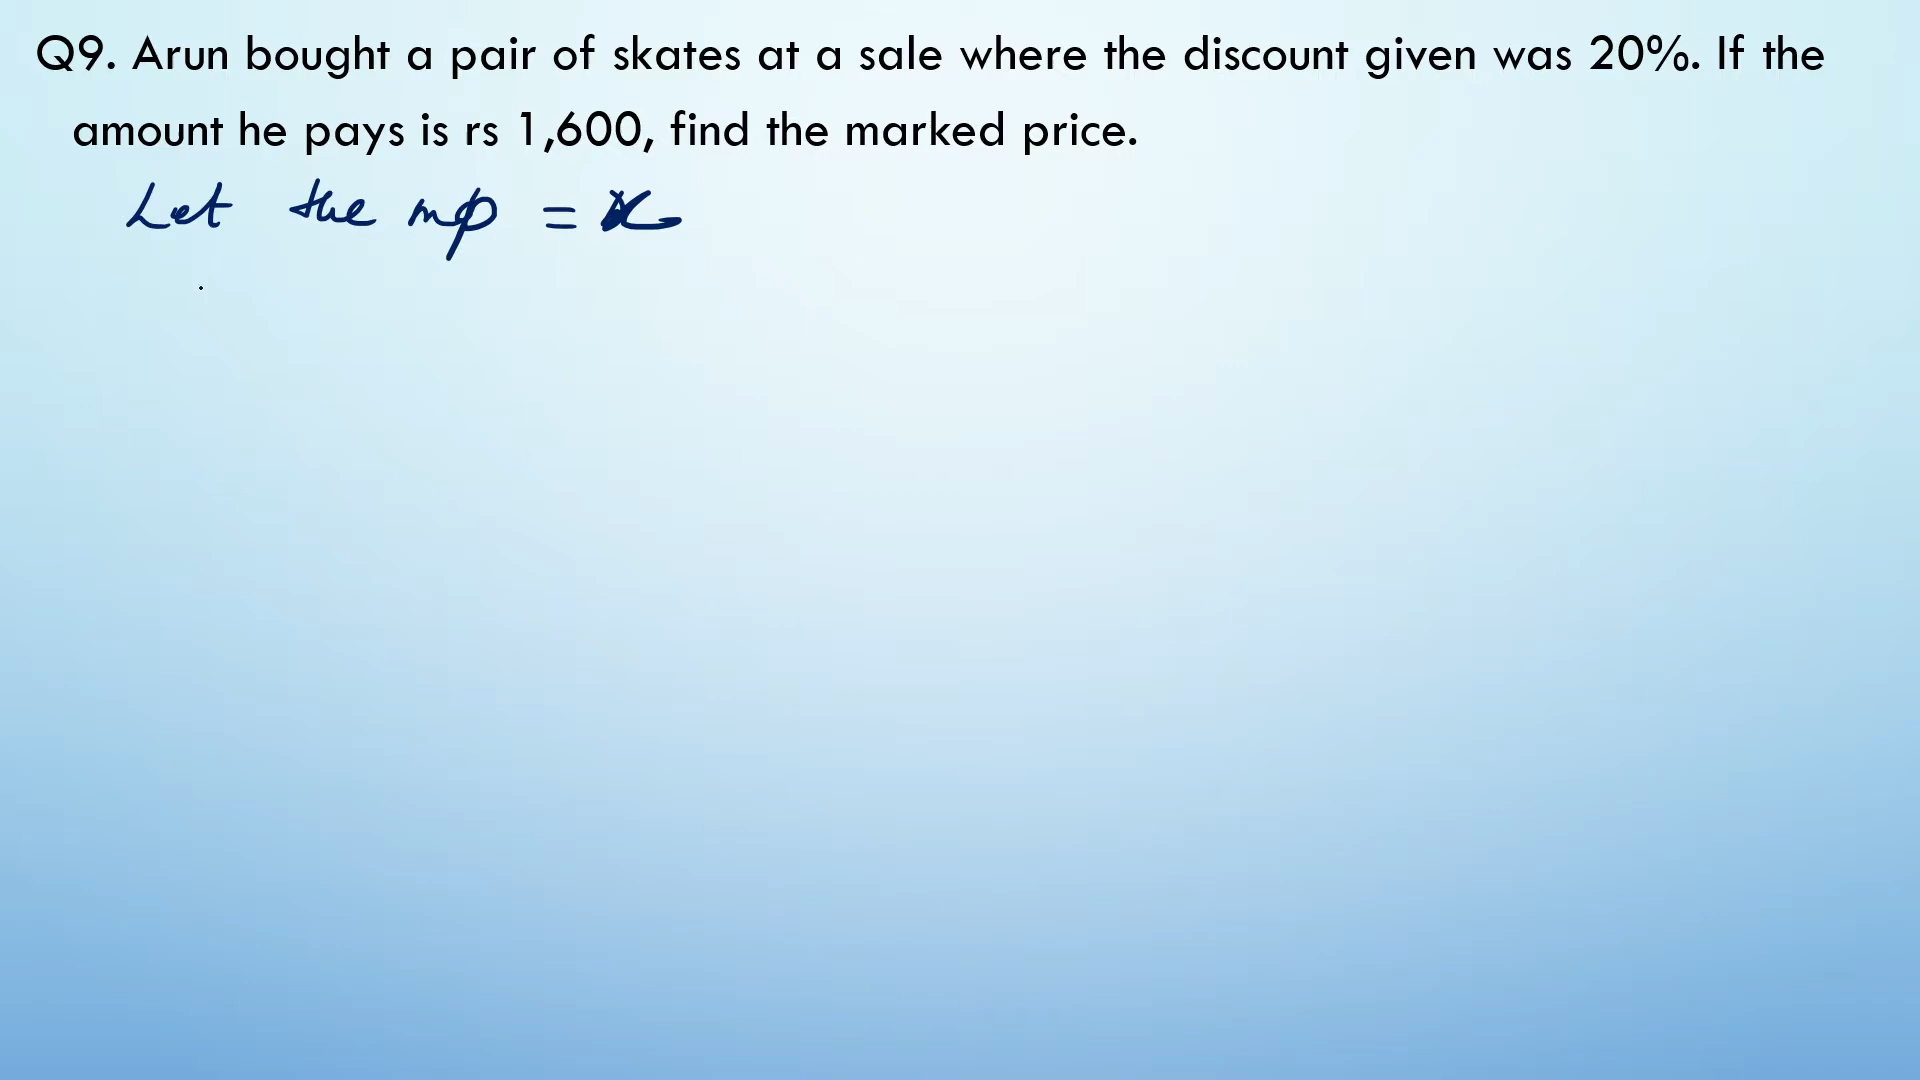 Q9. Arun bought a pair of skates at a sale where the discount given was 20%. If the
amount he pays is rs 1,600, find the marked price.
Let the mp = x